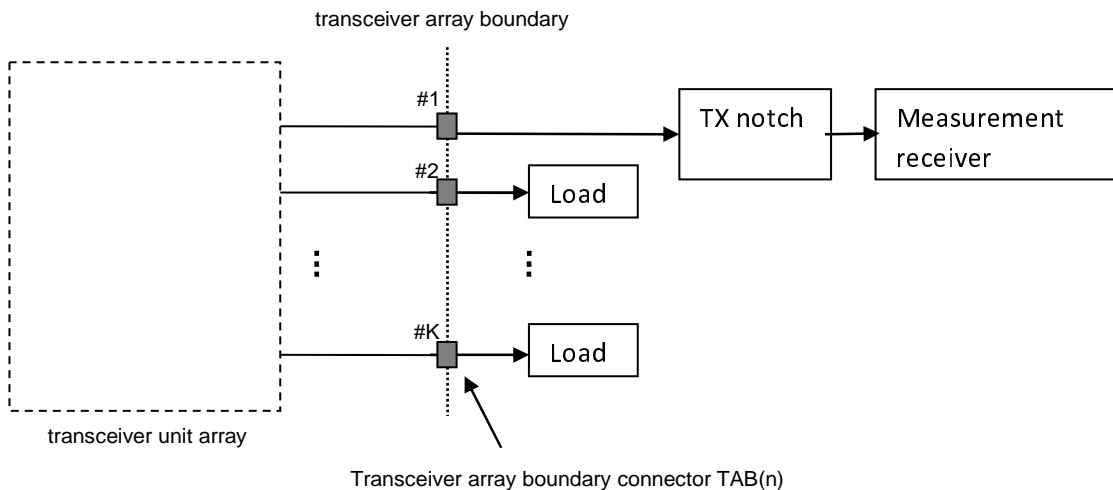 transceiver array boundary
#1
TX notch
Measurement
receiver
#2
Load
#K
Load
transceiver unit array
Transceiver array boundary connector TAB(n)